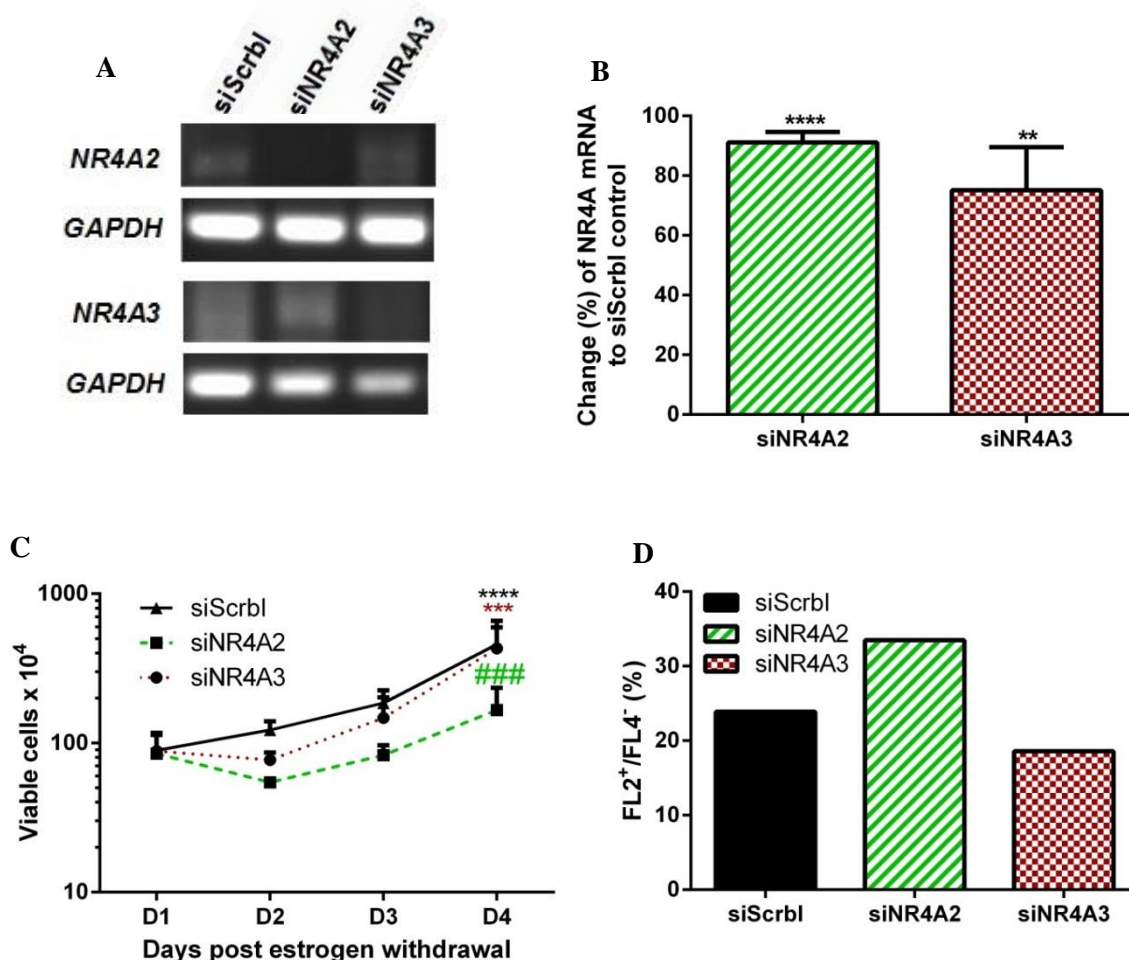 A
siScrbl
siNR4A2
siNR4A3
NR4A2
GAPDH
NR4A3
GAPDH
B
Change (%) of NR4A mRNA
to siScrbl control
100
80
60
40
20
0
****
**
siNR4A2
siNR4A3
C
Viable cells x 10⁴
1000
100
10
siScrbl
siNR4A2
siNR4A3
****
***
###
D1
D2
D3
D4
Days post estrogen withdrawal
D
FL2⁺/FL4⁻ (%)
40
30
20
10
0
siScrbl
siNR4A2
siNR4A3
siScrbl
siNR4A2
siNR4A3